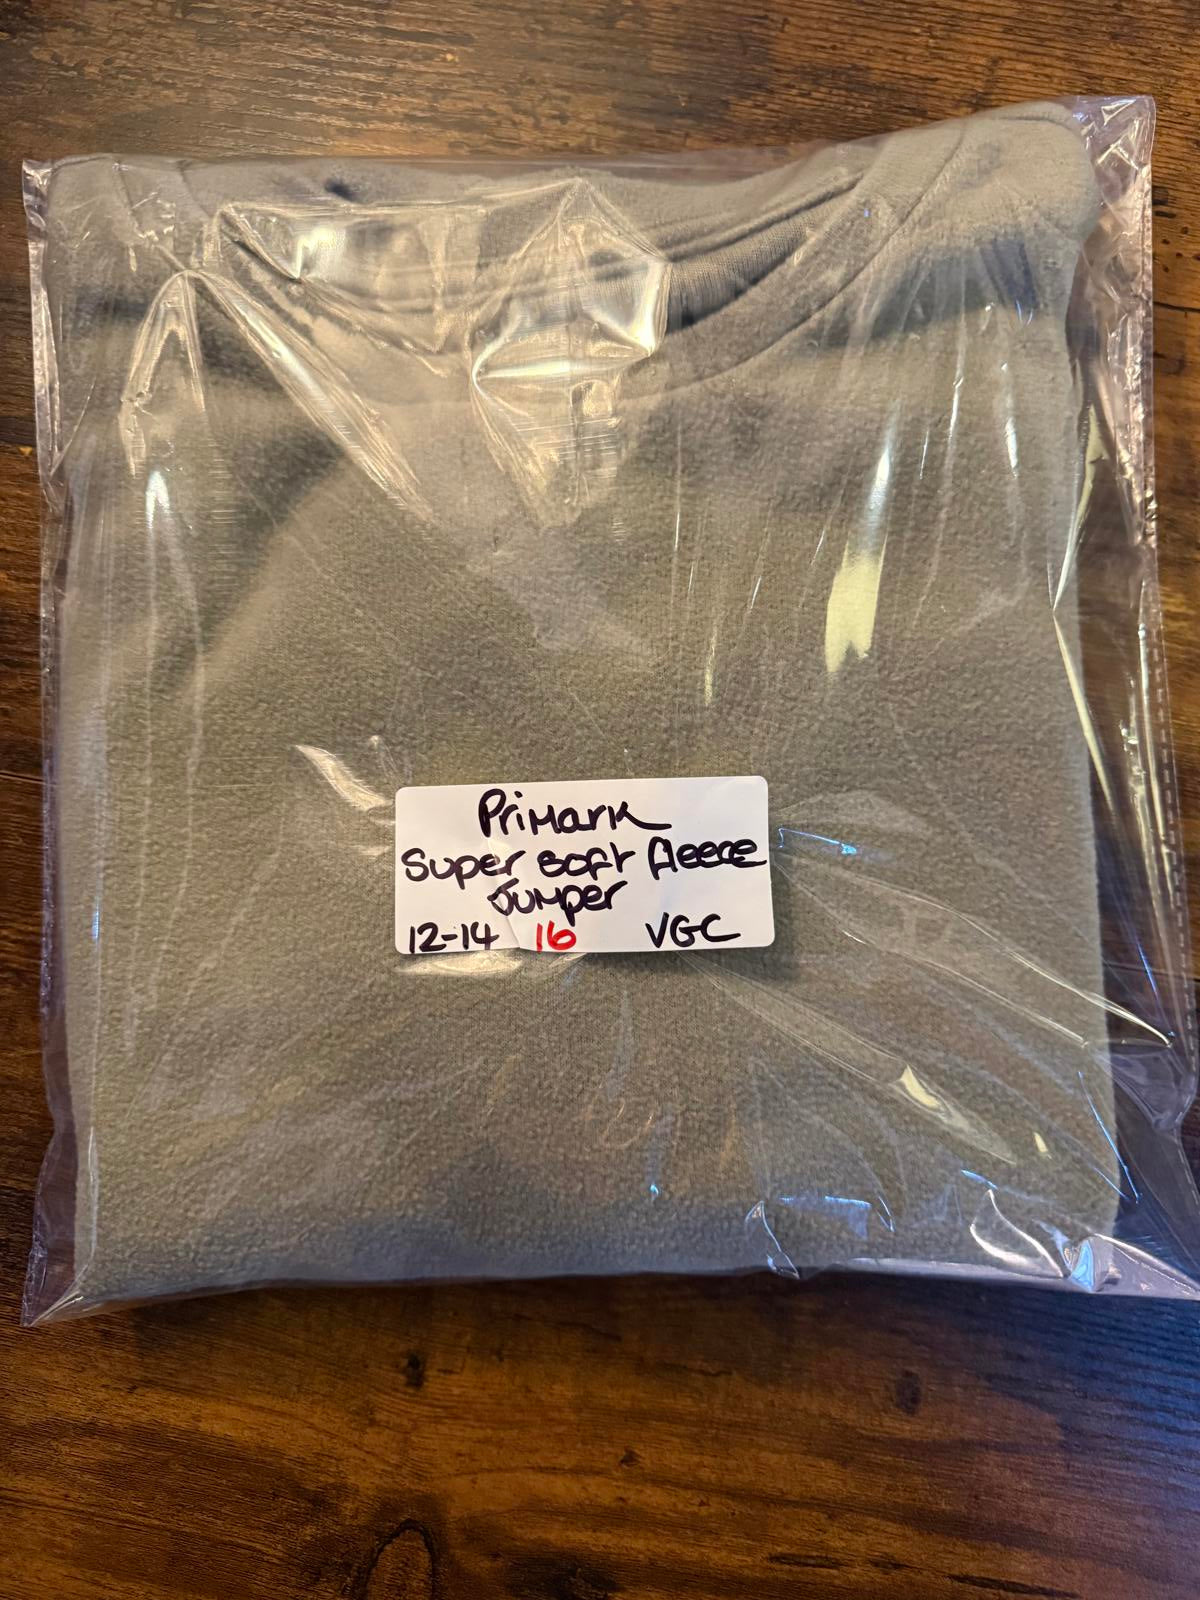 Primark
Super soft fleece
Jumper
12-14 16 VGC